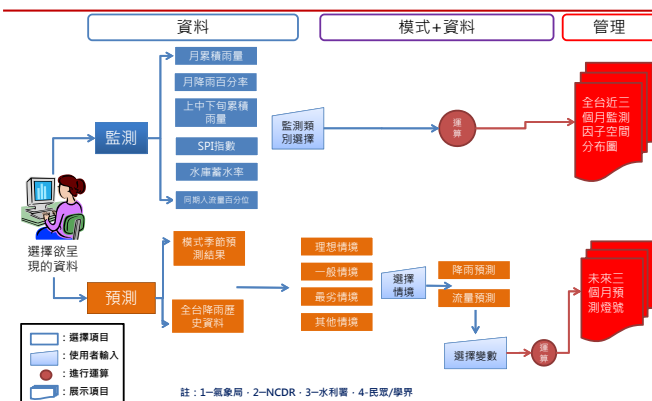 資料
模式+資料
管理
月累積雨量
月降雨百分率
上中下旬累積
雨量
SPI指數
水庫蓄水率
同期入流量百分位
監測
監測類
別選擇
運
算
全台近三
個月監測
因子空間
分布圖
選擇欲呈
現的資料
預測
模式季節預
測結果
全台降雨歷
史資料
理想情境
一般情境
最劣情境
其他情境
選擇
情境
降雨預測
流量預測
選擇變數
運
算
未來三
個月預
測燈號
：選擇項目
：使用者輸入
：進行運算
：展示項目
註：1─氣象局，2─NCDR，3─水利署，4-民眾/學界